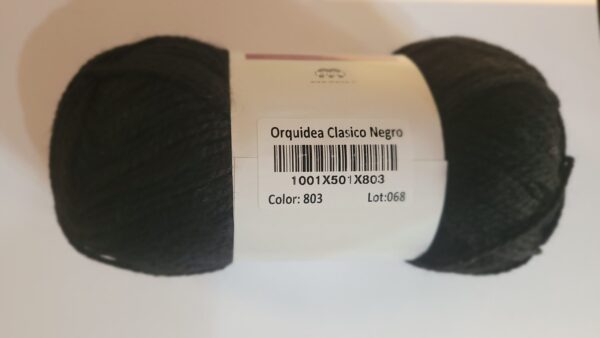 Orquidea Clasico Negro
1001X501X803
Color: 803 Lot:068